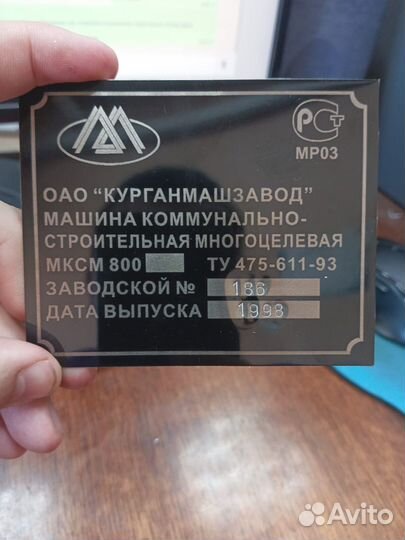 РСТ
МР03
ОАО "КУРГАНМАШЗАВОД"
МАШИНА КОММУНАЛЬНО-
СТРОИТЕЛЬНАЯ МНОГОЦЕЛЕВАЯ
МКСМ 800 ТУ 475-611-93
ЗАВОДСКОЙ № 186
ДАТА ВЫПУСКА 1998
Avito